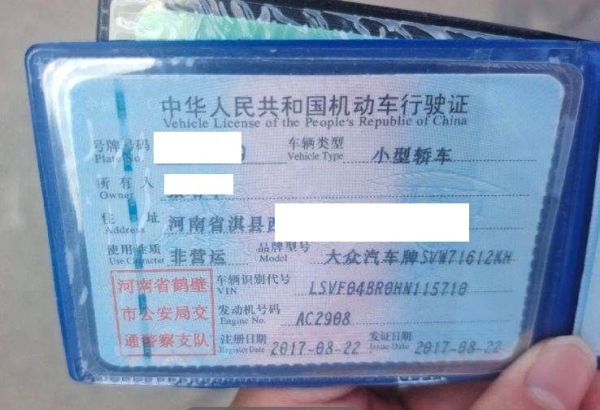 中华人民共和国机动车行驶证
Vehicle License of the People's Republic of China
号牌号码 车辆类型 小型轿车
Plate No. Vehicle Type
所有人
Owner
住址 河南省淇县西
Address
使用性质 非营运 品牌型号 大众汽车牌SVW71612KH
Use Character Model
河南省鹤壁
市公安局交
通警察支队
车辆识别代号 LSVF04BR0HN115710
VIN
发动机号码 AC2908
Engine No.
注册日期 2017-08-22 发证日期 2017-08-22
Register Date Issue Date